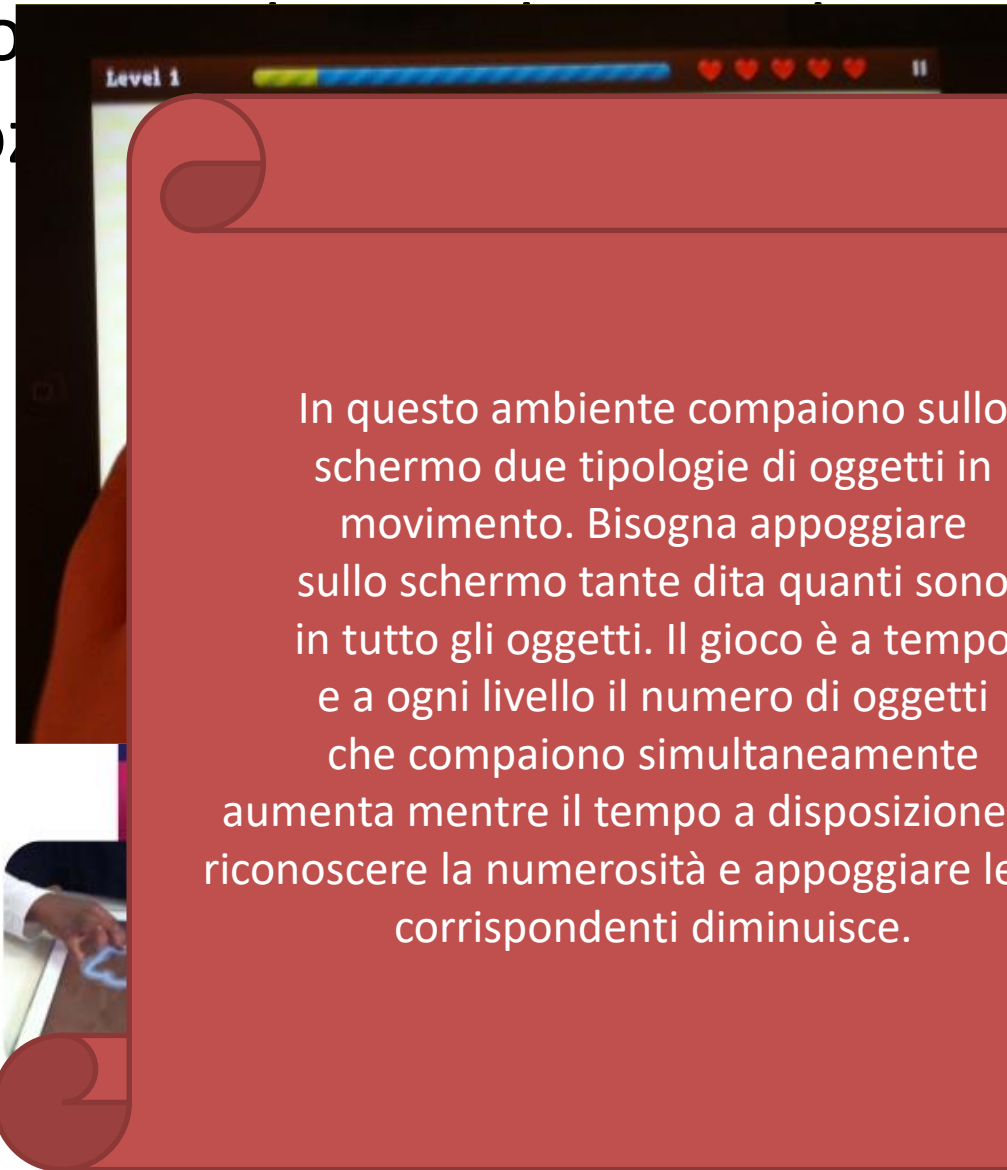 Level 1
In questo ambiente compaiono sullo
schermo due tipologie di oggetti in
movimento. Bisogna appoggiare
sullo schermo tante dita quanti sono
in tutto gli oggetti. Il gioco è a tempo
e a ogni livello il numero di oggetti
che compaiono simultaneamente
aumenta mentre il tempo a disposizione
riconoscere la numerosità e appoggiare le
corrispondenti diminuisce.